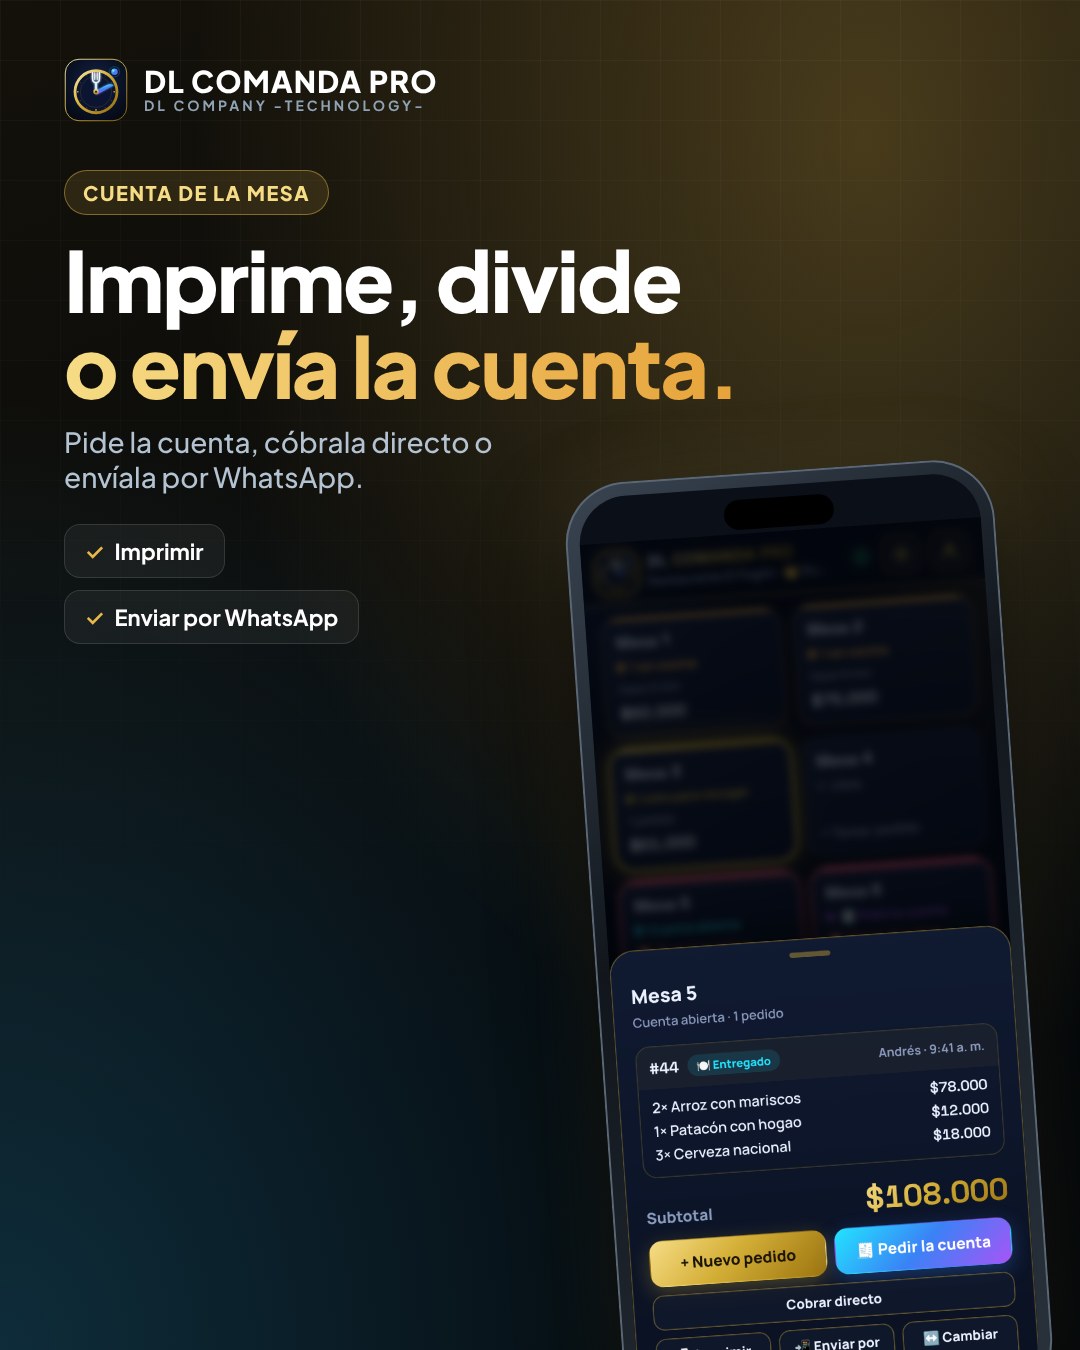 DL COMANDA PRO
DL COMPANY -TECHNOLOGY-
CUENTA DE LA MESA
Imprime, divide
o envía la cuenta.
Pide la cuenta, cóbrala directo o
envíala por WhatsApp.
✓ Imprimir
✓ Enviar por WhatsApp
DL COMANDA PRO
Mesa 5
Cuenta abierta · 1 pedido
#44 Entregado Andrés · 9:41 a. m.
2× Arroz con mariscos $78.000
1× Patacón con hogao $12.000
3× Cerveza nacional $18.000
Subtotal $108.000
+ Nuevo pedido Pedir la cuenta
Cobrar directo
Enviar por Cambiar